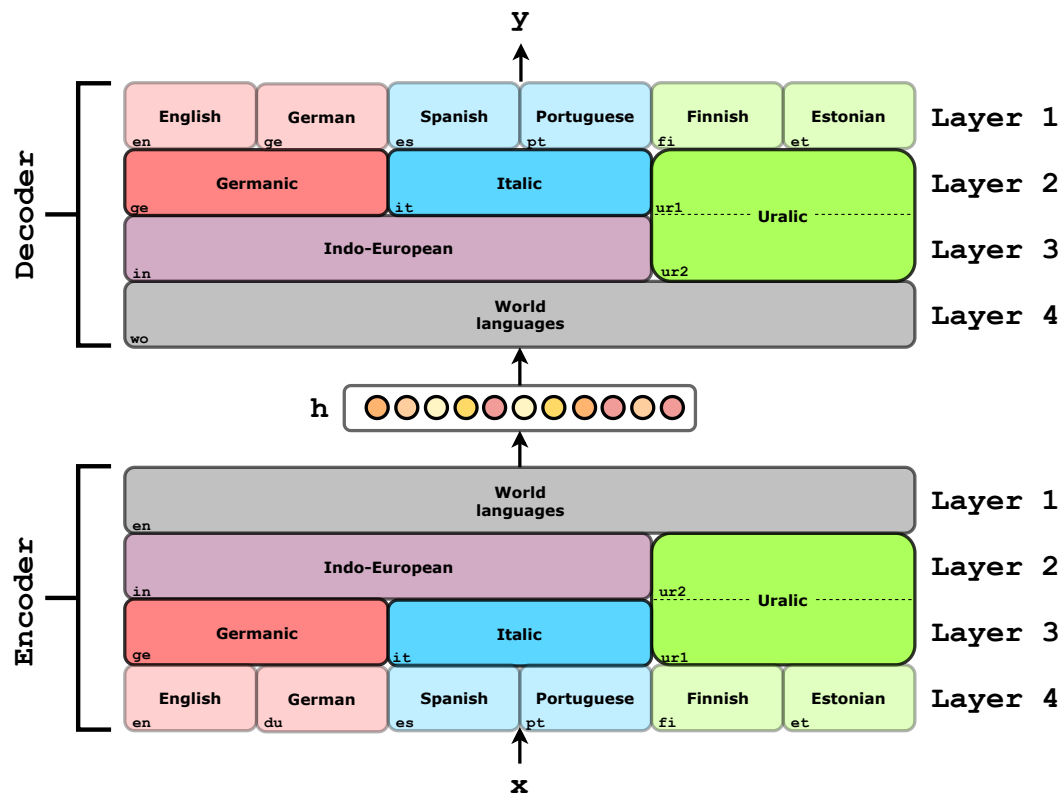 y
Decoder
English
German
Spanish
Portuguese
Finnish
Estonian
Layer 1
en
ge
es
pt
fi
et
Germanic
Italic
Layer 2
ge
it
ur1
Uralic
Indo-European
Layer 3
in
ur2
World
languages
Layer 4
wo
h
Encoder
World
languages
Layer 1
en
Indo-European
Layer 2
in
ur2
Uralic
Germanic
Italic
Layer 3
ge
it
ur1
English
German
Spanish
Portuguese
Finnish
Estonian
Layer 4
en
du
es
pt
fi
et
x